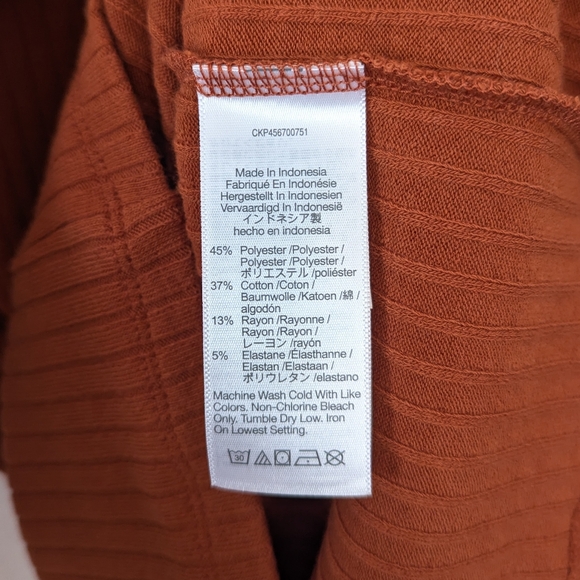 CKP456700751
Made In Indonesia
Fabriqué En Indonésie
Hergestellt In Indonesien
Vervaardigd In Indonesië
インドネシア製
hecho en indonesia
45% Polyester /Polyester /
Polyester /Polyester /
ポリエステル /poliéster
37% Cotton /Coton /
Baumwolle /Katoen /綿 /
algodón
13% Rayon /Rayonne /
Rayon /Rayon /
レーヨン /rayón
5% Elastane /Élasthanne /
Elastan /Elastaan /
ポリウレタン /elastano
Machine Wash Cold With Like
Colors. Non-Chlorine Bleach
Only. Tumble Dry Low. Iron
On Lowest Setting.
30